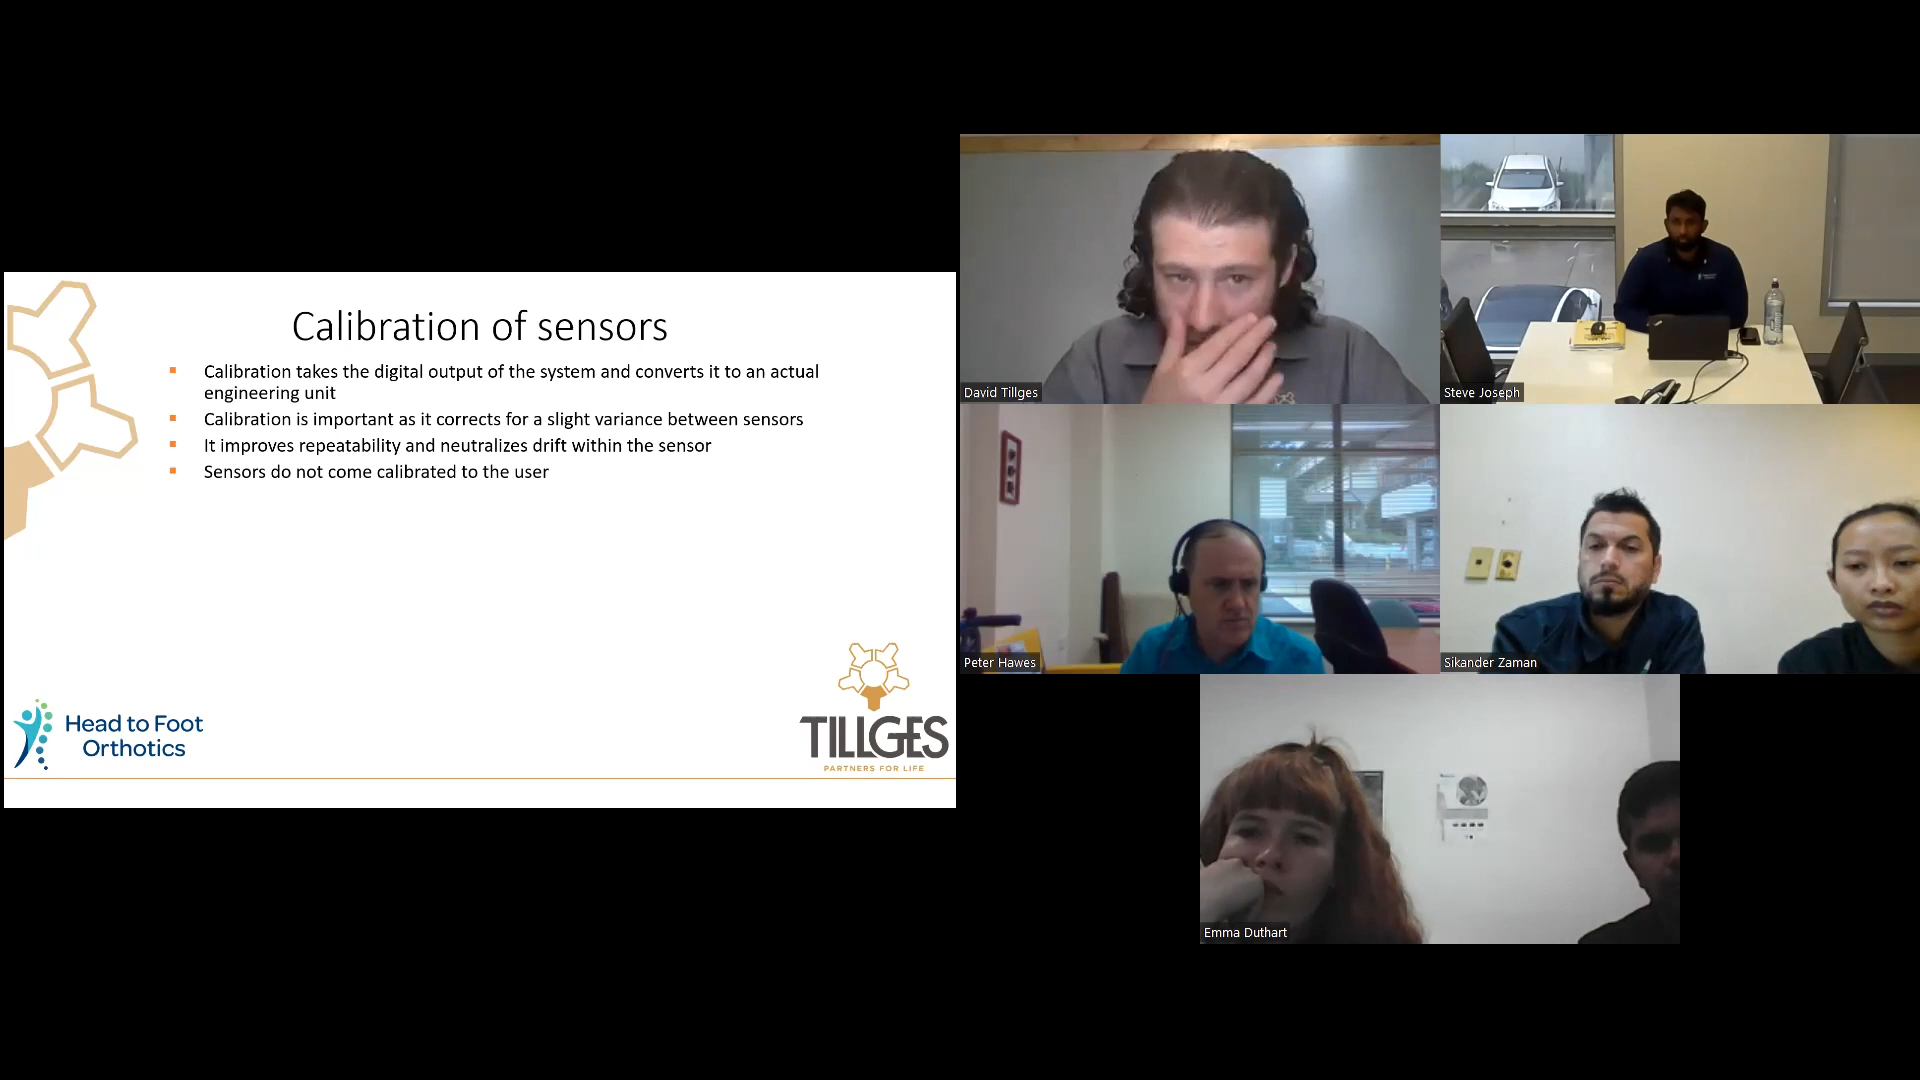 Calibration of sensors
Calibration takes the digital output of the system and converts it to an actual
engineering unit
Calibration is important as it corrects for a slight variance between sensors
It improves repeatability and neutralizes drift within the sensor
Sensors do not come calibrated to the user
Head to Foot
Orthotics
TILLGES
PARTNERS FOR LIFE
David Tillges
Steve Joseph
Peter Hawes
Sikander Zaman
Emma Duthart